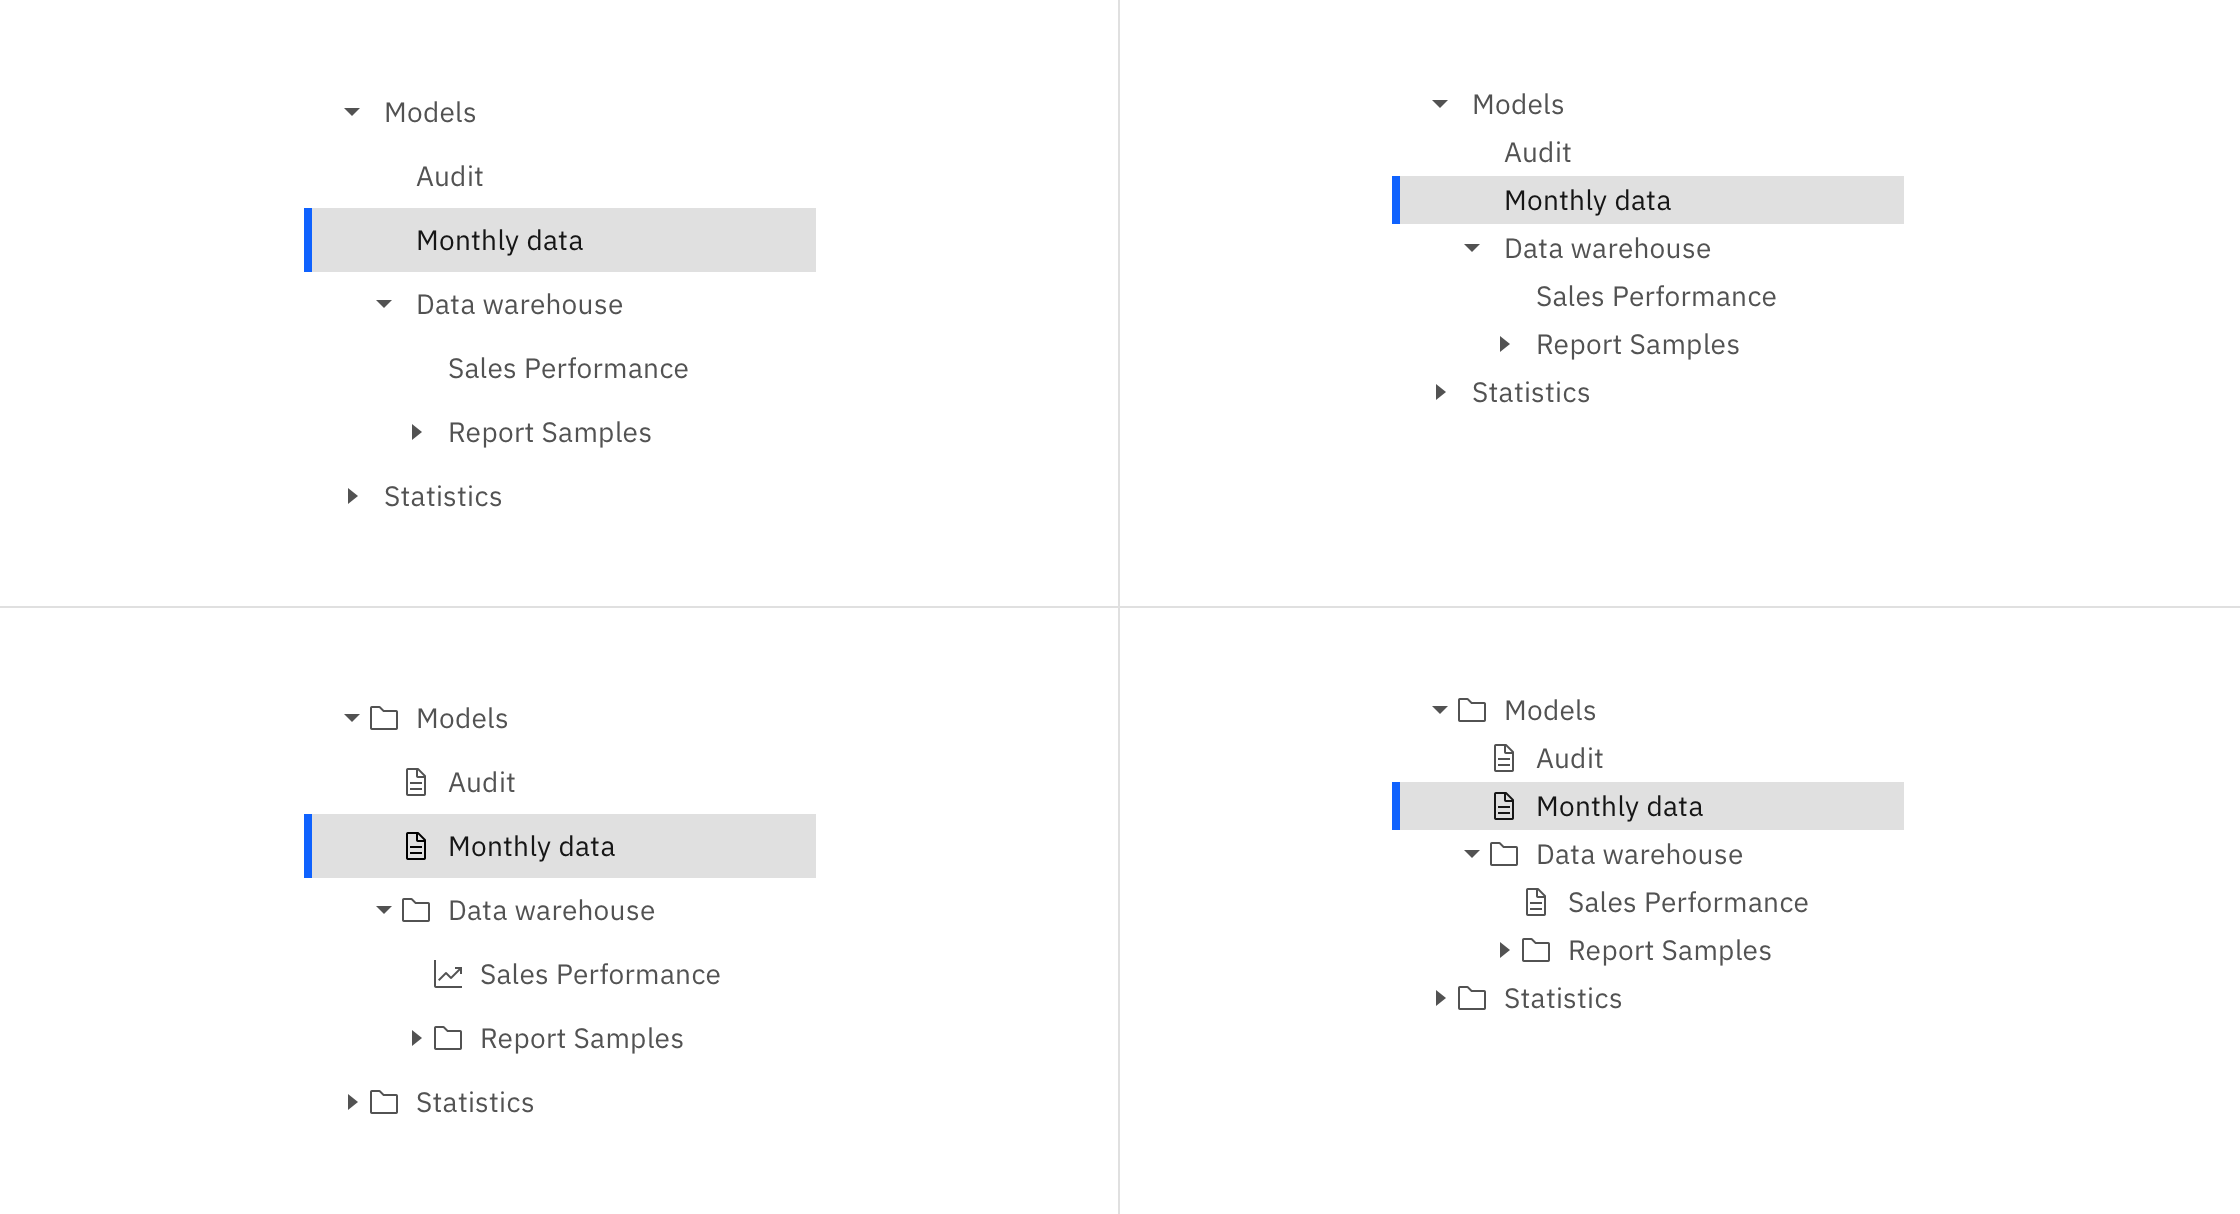 Models
Audit
Monthly data
Data warehouse
Sales Performance
Report Samples
Statistics
Models
Audit
Monthly data
Data warehouse
Sales Performance
Report Samples
Statistics
Models
Audit
Monthly data
Data warehouse
Sales Performance
Report Samples
Statistics
Models
Audit
Monthly data
Data warehouse
Sales Performance
Report Samples
Statistics